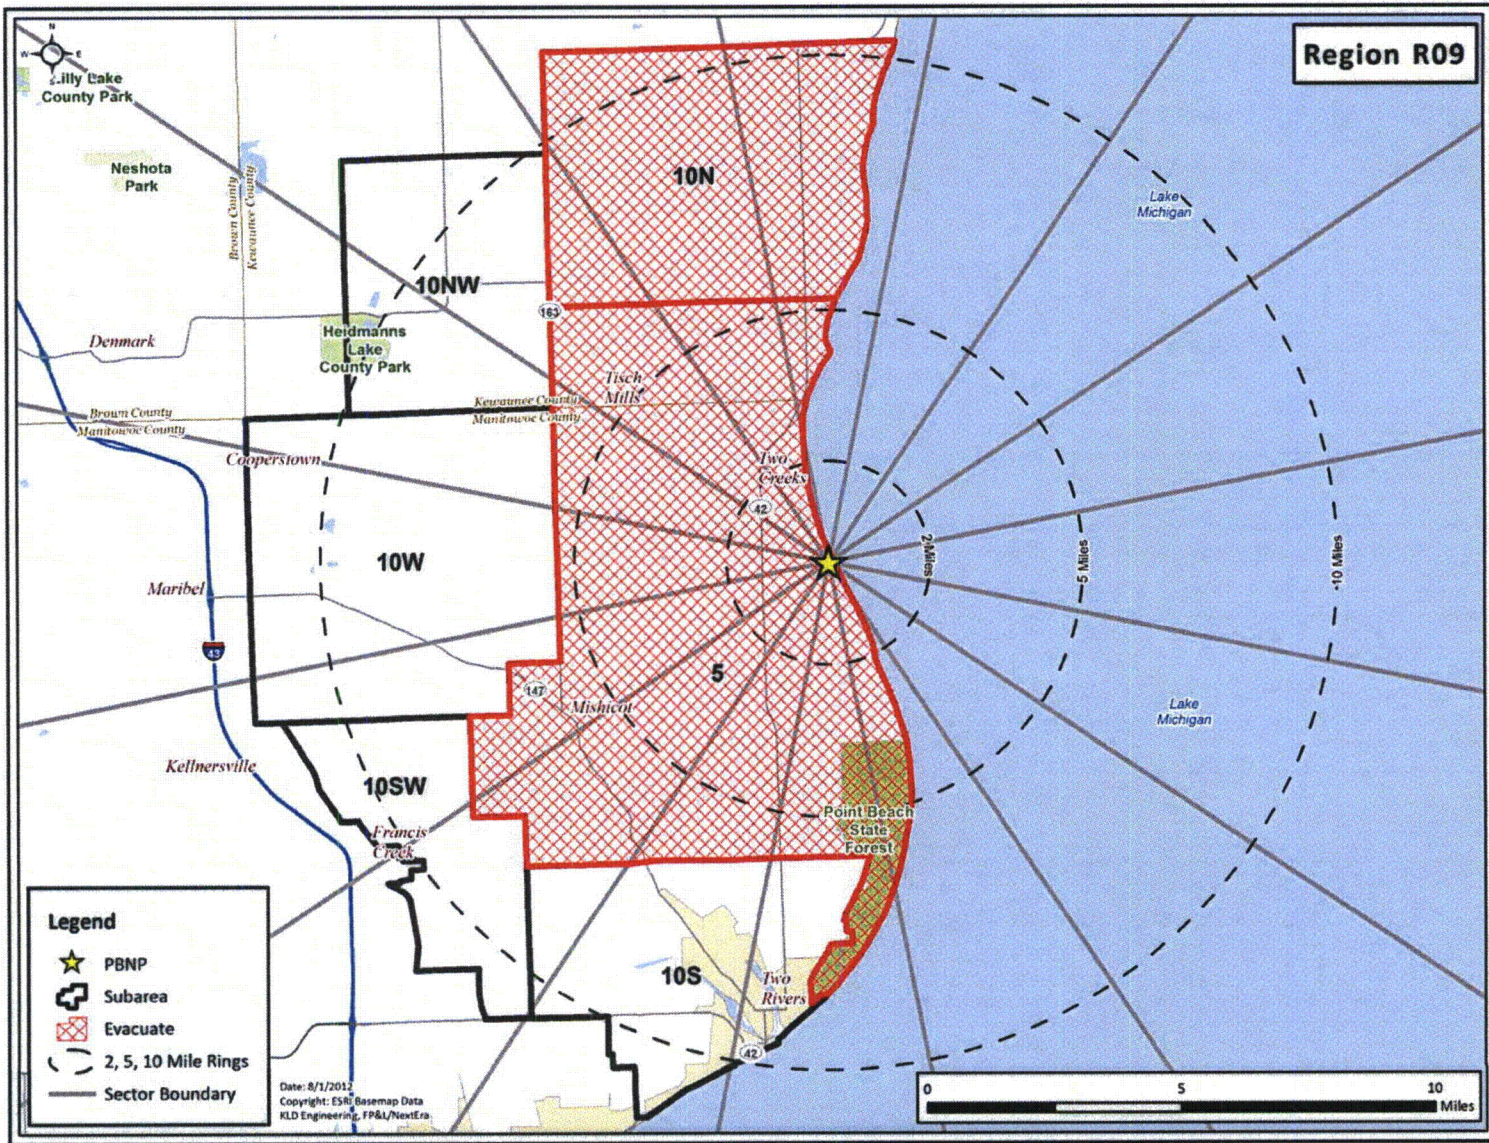 Region R09
N
W
E
Lilly Lake
County Park
Neshota
Park
Brown County
Kewaunee County
10N
Lake
Michigan
10NW
163
Denmark
Heidmanns
Lake
County Park
Tisch
Mills
Kewaunee County
Manitowoc County
Brown County
Manitowoc County
Cooperstown
Two
Creeks
42
10W
2 Miles
5 Miles
10 Miles
Maribel
43
5
147
Mishicot
Lake
Michigan
Kellnersville
10SW
Point Beach
State
Forest
Francis
Creek
10S
Two
Rivers
42
Legend
PBNP
Subarea
Evacuate
2, 5, 10 Mile Rings
Sector Boundary
Date: 8/1/2012
Copyright: ESRI Basemap Data
KLD Engineering, FP&L/NextEra
0
5
10
Miles